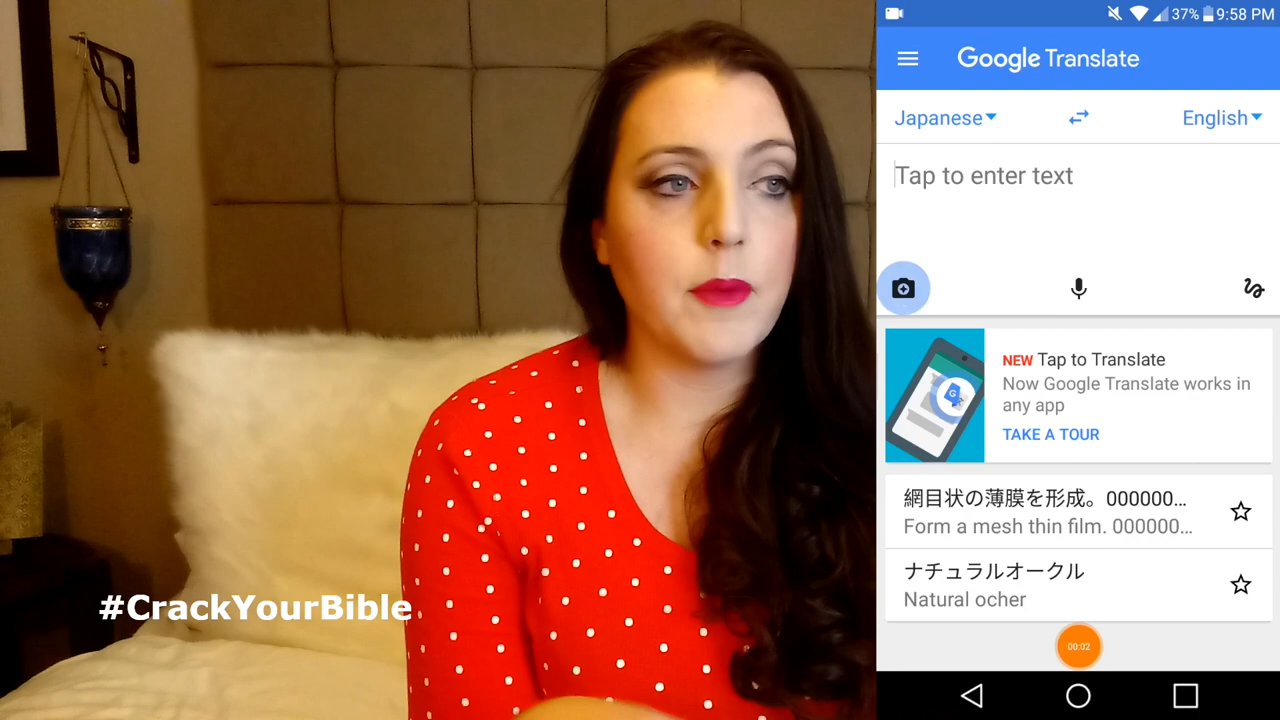 37% 9:58 PM
Google Translate
Japanese English
Tap to enter text
NEW Tap to Translate
Now Google Translate works in
any app
TAKE A TOUR
網目状の薄膜を形成。000000...
Form a mesh thin film. 000000...
ナチュラルオークル
Natural ocher
#CrackYourBible
00:02